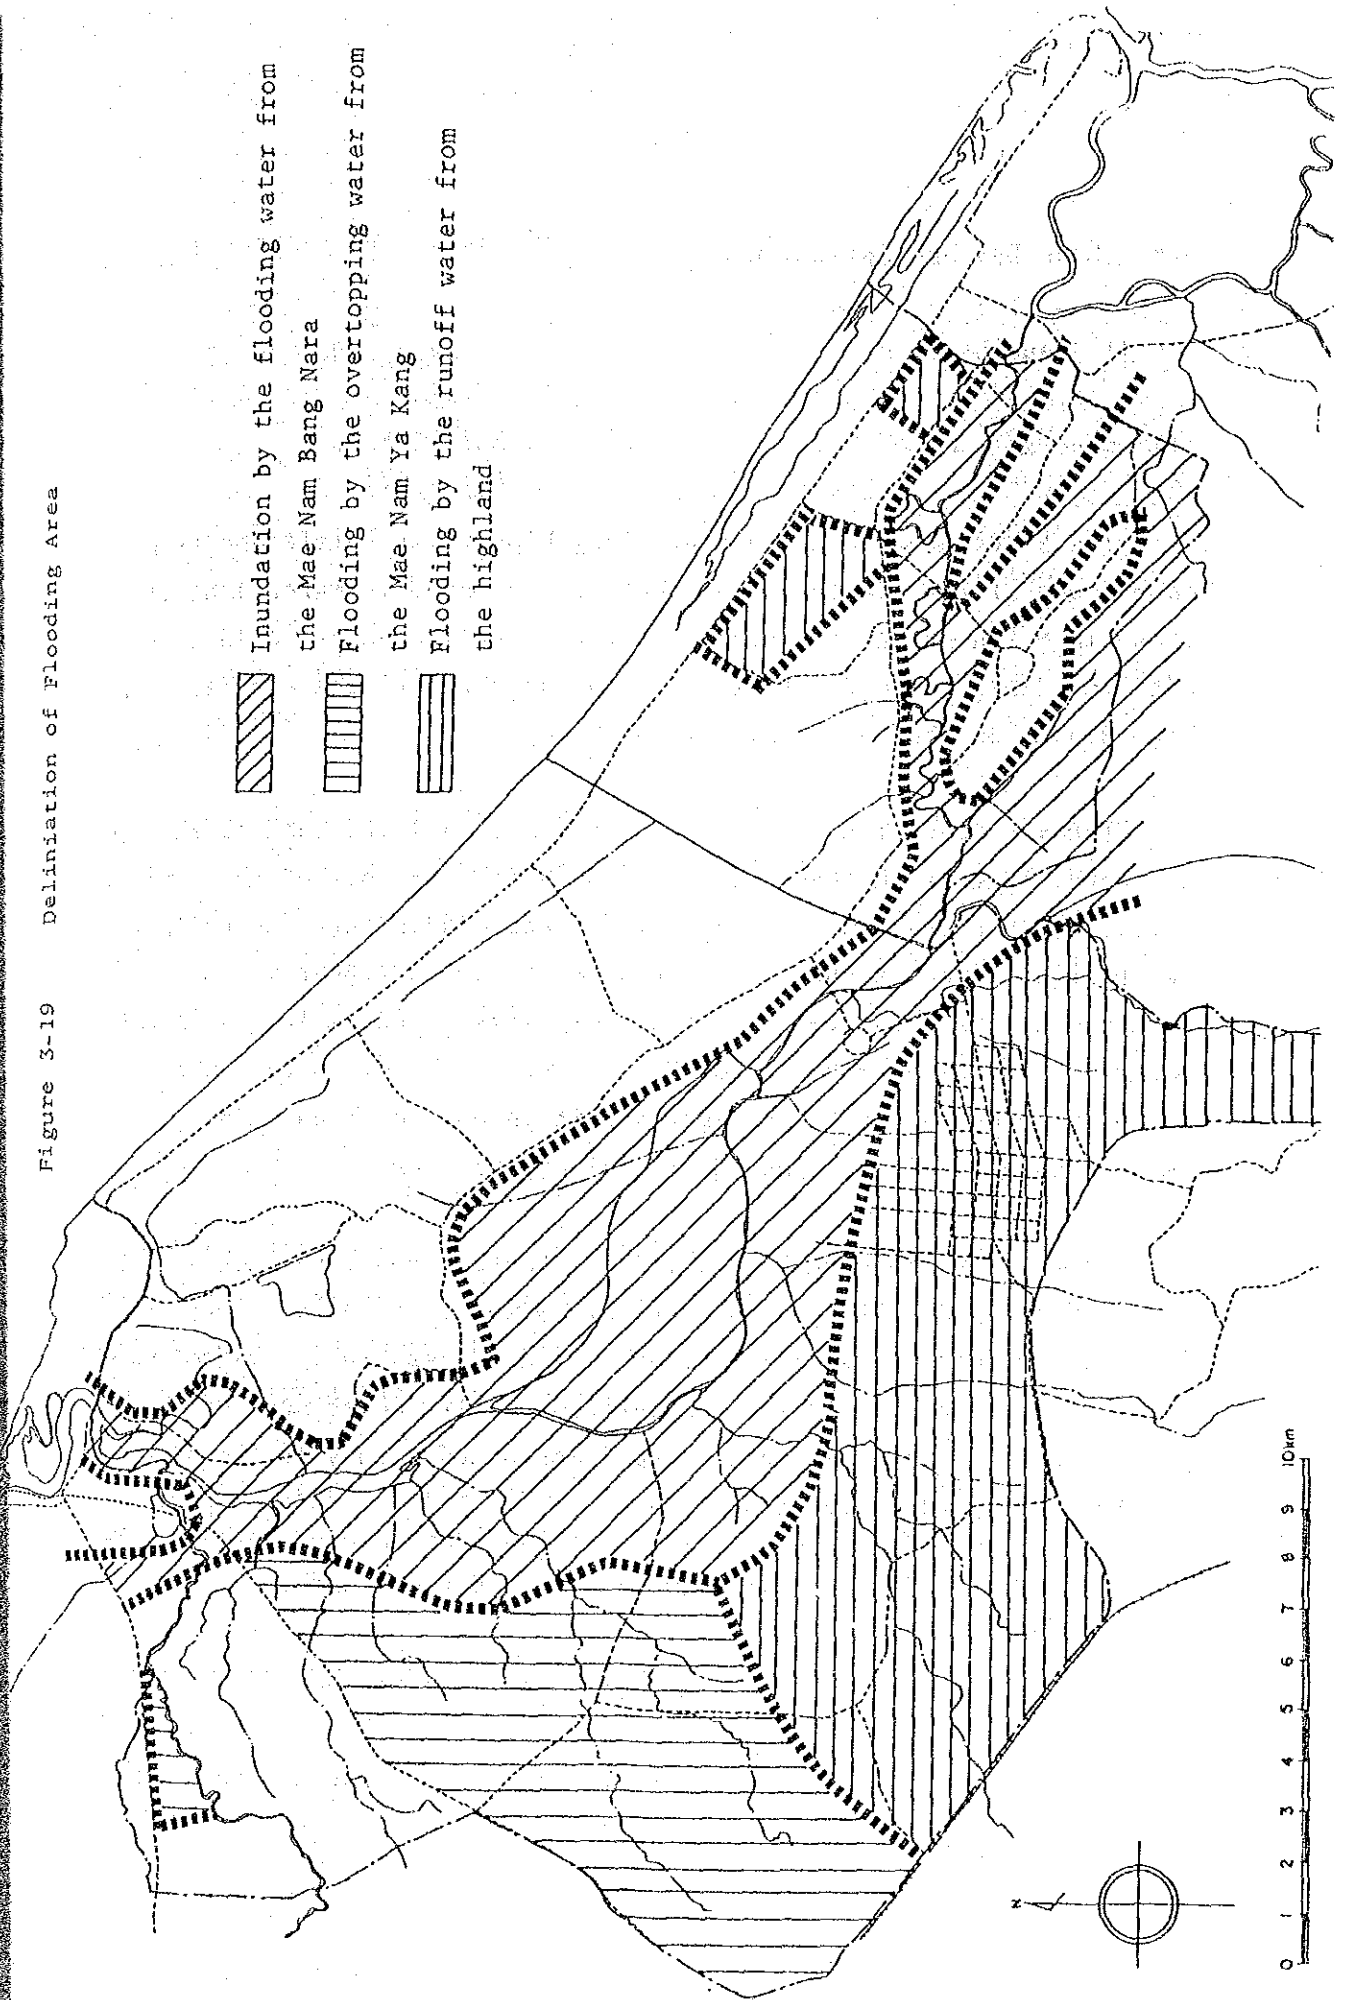 Figure 3-19 Deliniation of Flooding Area
Inundation by the flooding water from
the Mae Nam Bang Nara
Flooding by the overtopping water from
the Mae Nam Ya Kang
Flooding by the runoff water from
the highland
N
0 1 2 3 4 5 6 7 8 9 10km